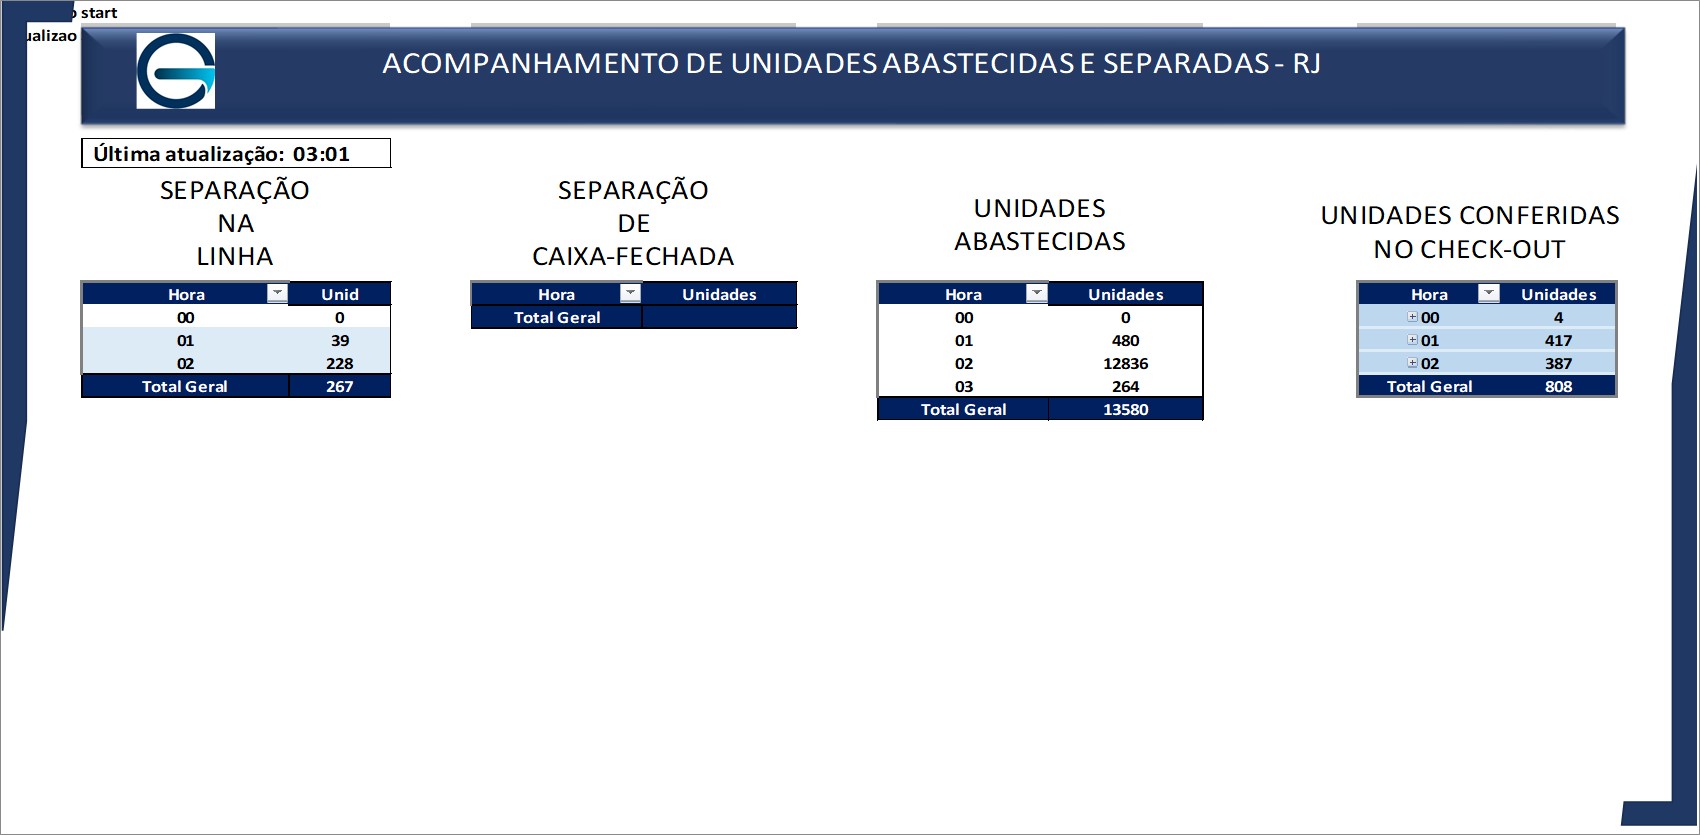 start
ualizao
ACOMPANHAMENTO DE UNIDADES ABASTECIDAS E SEPARADAS - RJ
Última atualização: 03:01
SEPARAÇÃO
NA
LINHA
Hora Unid
00 0
01 39
02 228
Total Geral 267
SEPARAÇÃO
DE
CAIXA-FECHADA
Hora Unidades
Total Geral
UNIDADES
ABASTECIDAS
Hora Unidades
00 0
01 480
02 12836
03 264
Total Geral 13580
UNIDADES CONFERIDAS
NO CHECK-OUT
Hora Unidades
00 4
01 417
02 387
Total Geral 808